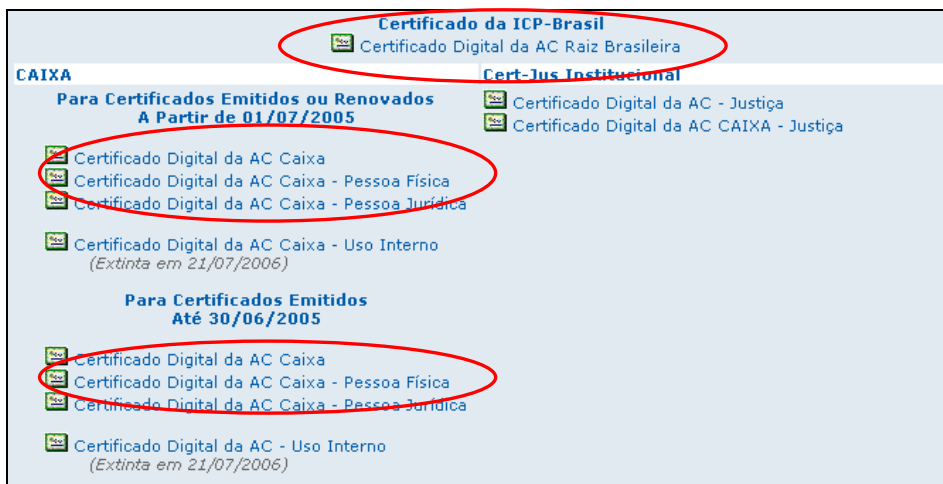 Certificado da ICP-Brasil
Certificado Digital da AC Raiz Brasileira
CAIXA
Para Certificados Emitidos ou Renovados
A Partir de 01/07/2005
Certificado Digital da AC Caixa
Certificado Digital da AC Caixa - Pessoa Física
Certificado Digital da AC Caixa - Pessoa Jurídica
Certificado Digital da AC Caixa - Uso Interno
(Extinta em 21/07/2006)
Para Certificados Emitidos
Até 30/06/2005
Certificado Digital da AC Caixa
Certificado Digital da AC Caixa - Pessoa Física
Certificado Digital da AC Caixa - Pessoa Jurídica
Certificado Digital da AC - Uso Interno
(Extinta em 21/07/2006)
Cert-Jus Institucional
Certificado Digital da AC - Justiça
Certificado Digital da AC CAIXA - Justiça